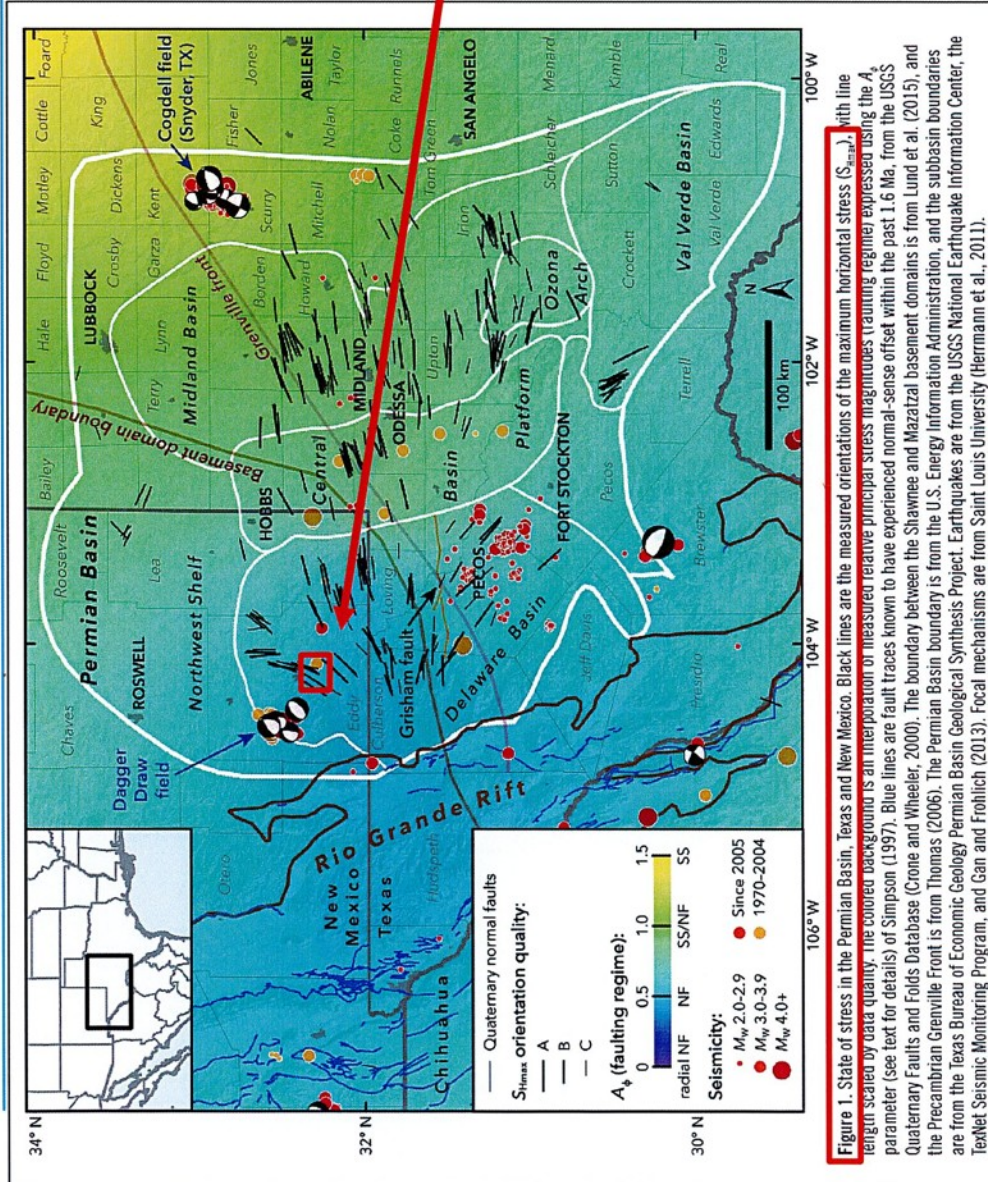 34° N
32° N
30° N
106° W
104° W
102° W
100° W
Permian Basin
Roosevelt
Bailey
Hale
Floyd
Motley
Cottle
Foard
Chaves
ROSWELL
Lea
LUBBOCK
Crosby
Dickens
King
Cogdell field
(Snyder, TX)
Northwest Shelf
Terry
Lynn
Garza
Kent
Jones
Midland Basin
Basement domain boundary
Grenville front
Borden
Scurry
Fisher
Dagger
Draw
field
HOBBS
Howard
Mitchell
Nolan
Taylor
ABILENE
Otero
Eddy
Central
MIDLAND
Coke
Runnels
New
Mexico
Texas
Rio Grande Rift
Culberson
Loving
ODESSA
Tom Green
SAN ANGELO
Grisham fault
Hudspeth
Basin
Upton
Irion
Chihuahua
Delaware Basin
PECOS
Platform
Ozona
Arch
Schleicher
Menard
Jeff Davis
FORT STOCKTON
Crockett
Sutton
Kimble
Pecos
Val Verde Basin
Presidio
Brewster
Terrell
Val Verde
Edwards
Real
N
100 km
Quaternary normal faults
SHmax orientation quality:
A
B
C
Aϕ (faulting regime):
0 0.5 1.0 1.5
radial NF NF SS/NF SS
Seismicity:
Mw 2.0-2.9
Mw 3.0-3.9
Mw 4.0+
Since 2005
1970–2004
Figure 1. State of stress in the Permian Basin, Texas and New Mexico. Black lines are the measured orientations of the maximum horizontal stress (SHmax), with line
length scaled by data quality. The colored background is an interpolation of measured relative principal stress magnitudes (faulting regime) expressed using the Aϕ
parameter (see text for details) of Simpson (1997). Blue lines are fault traces known to have experienced normal-sense offset within the past 1.6 Ma, from the USGS
Quaternary Faults and Folds Database (Crone and Wheeler, 2000). The boundary between the Shawnee and Mazatzal basement domains is from Lund et al. (2015), and
the Precambrian Grenville Front is from Thomas (2006). The Permian Basin boundary is from the U.S. Energy Information Administration, and the subbasin boundaries
are from the Texas Bureau of Economic Geology Permian Basin Geological Synthesis Project. Earthquakes are from the USGS National Earthquake Information Center, the
TexNet Seismic Monitoring Program, and Gan and Frohlich (2013). Focal mechanisms are from Saint Louis University (Herrmann et al., 2011).